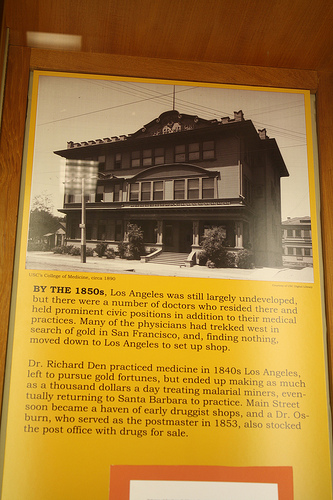 USC's College of Medicine, circa 1890
BY THE 1850s, Los Angeles was still largely undeveloped,
but there were a number of doctors who resided there and
held prominent civic positions in addition to their medical
practices. Many of the physicians had trekked west in
search of gold in San Francisco, and, finding nothing,
moved down to Los Angeles to set up shop.
Dr. Richard Den practiced medicine in 1840s Los Angeles,
left to pursue gold fortunes, but ended up making as much
as a thousand dollars a day treating malarial miners, even-
tually returning to Santa Barbara to practice. Main Street
soon became a haven of early druggist shops, and a Dr. Os-
burn, who served as the postmaster in 1853, also stocked
the post office with drugs for sale.